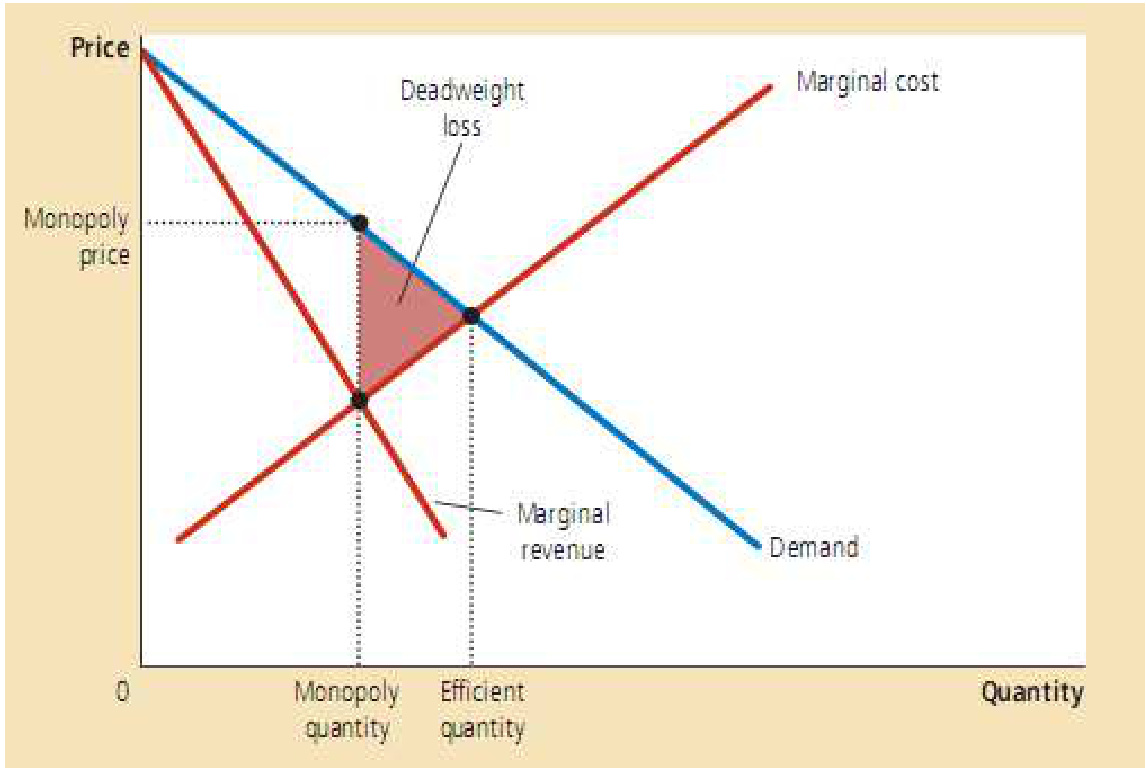 Price
Deadweight
loss
Marginal cost
Monopoly
price
Marginal
revenue
Demand
0
Monopoly
quantity
Efficient
quantity
Quantity